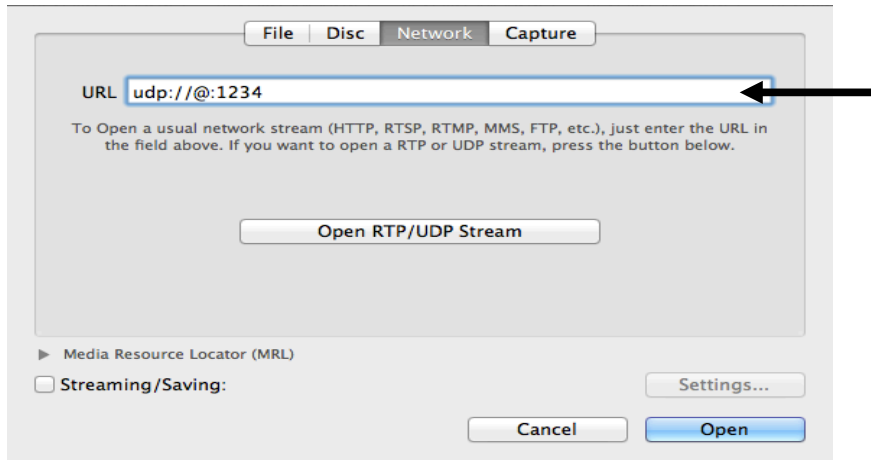 File Disc Network Capture
URL udp://@:1234
To Open a usual network stream (HTTP, RTSP, RTMP, MMS, FTP, etc.), just enter the URL in
the field above. If you want to open a RTP or UDP stream, press the button below.
Open RTP/UDP Stream
Media Resource Locator (MRL)
Streaming/Saving:
Settings...
Cancel
Open